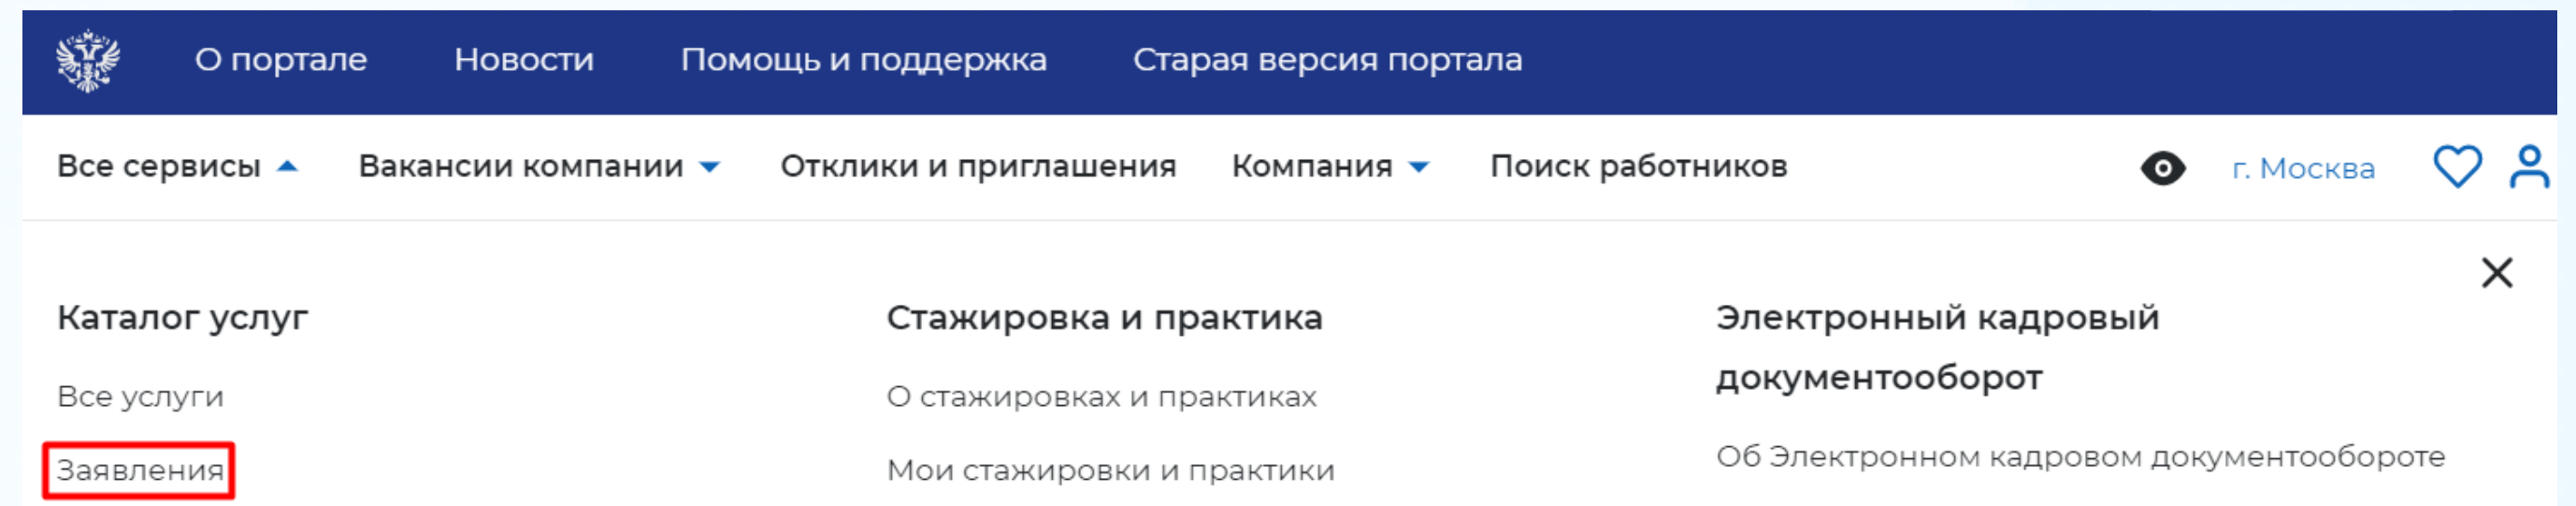 О портале Новости Помощь и поддержка Старая версия портала
Все сервисы Вакансии компании Отклики и приглашения Компания Поиск работников г. Москва
Каталог услуг
Все услуги
Заявления
Стажировка и практика
О стажировках и практиках
Мои стажировки и практики
Электронный кадровый
документооборот
Об Электронном кадровом документообороте